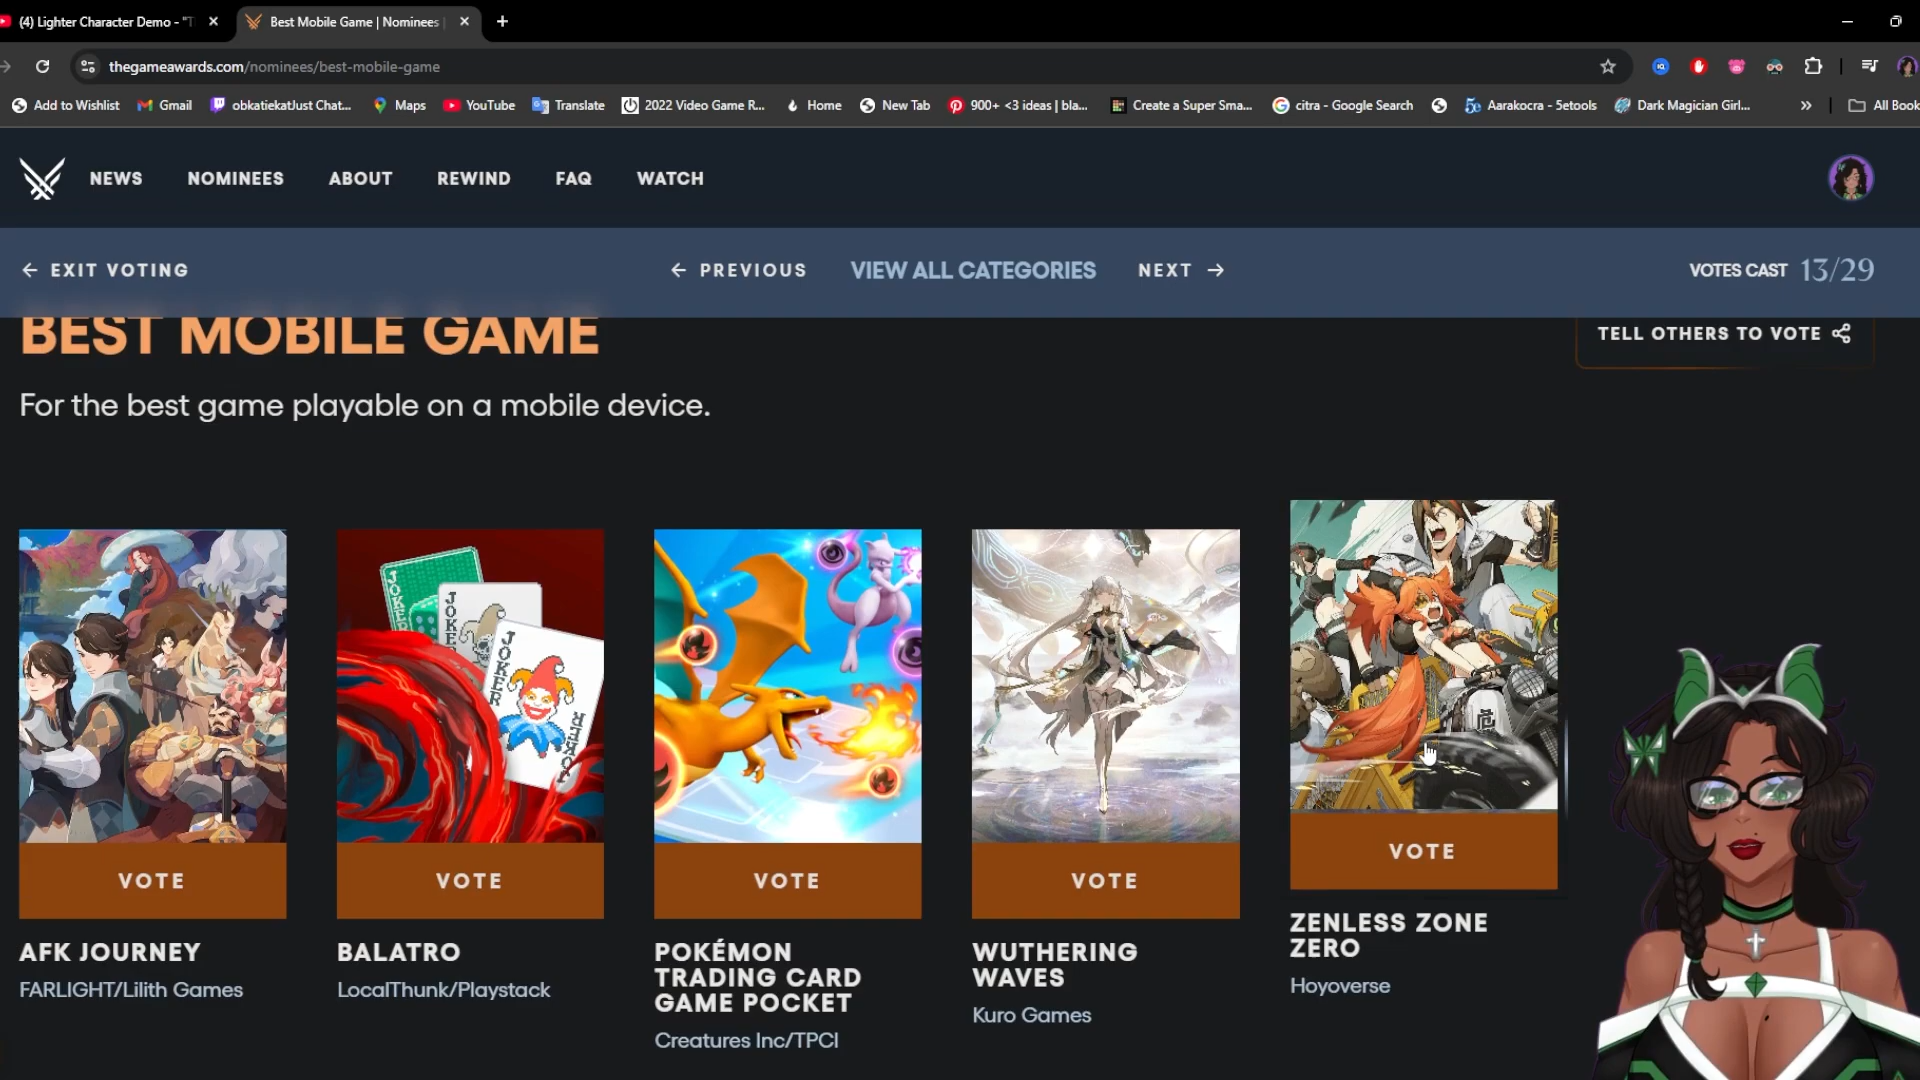 (4) Lighter Character Demo - "T
Best Mobile Game | Nominees
thegameawards.com/nominees/best-mobile-game
Add to Wishlist
Gmail
obkatiekatJust Chat...
Maps
YouTube
Translate
2022 Video Game R...
Home
New Tab
900+ <3 ideas | bla...
Create a Super Sma...
citra - Google Search
Aarakocra - 5etools
Dark Magician Girl...
»
All Book
NEWS
NOMINEES
ABOUT
REWIND
FAQ
WATCH
← EXIT VOTING
← PREVIOUS
VIEW ALL CATEGORIES
NEXT →
VOTES CAST 13/29
BEST MOBILE GAME
TELL OTHERS TO VOTE
For the best game playable on a mobile device.
JOKER
JOKER
JOKER
JOKER
VOTE
VOTE
VOTE
VOTE
VOTE
AFK JOURNEY
FARLIGHT/Lilith Games
BALATRO
LocalThunk/Playstack
POKÉMON
TRADING CARD
GAME POCKET
Creatures Inc/TPCI
WUTHERING
WAVES
Kuro Games
ZENLESS ZONE
ZERO
Hoyoverse